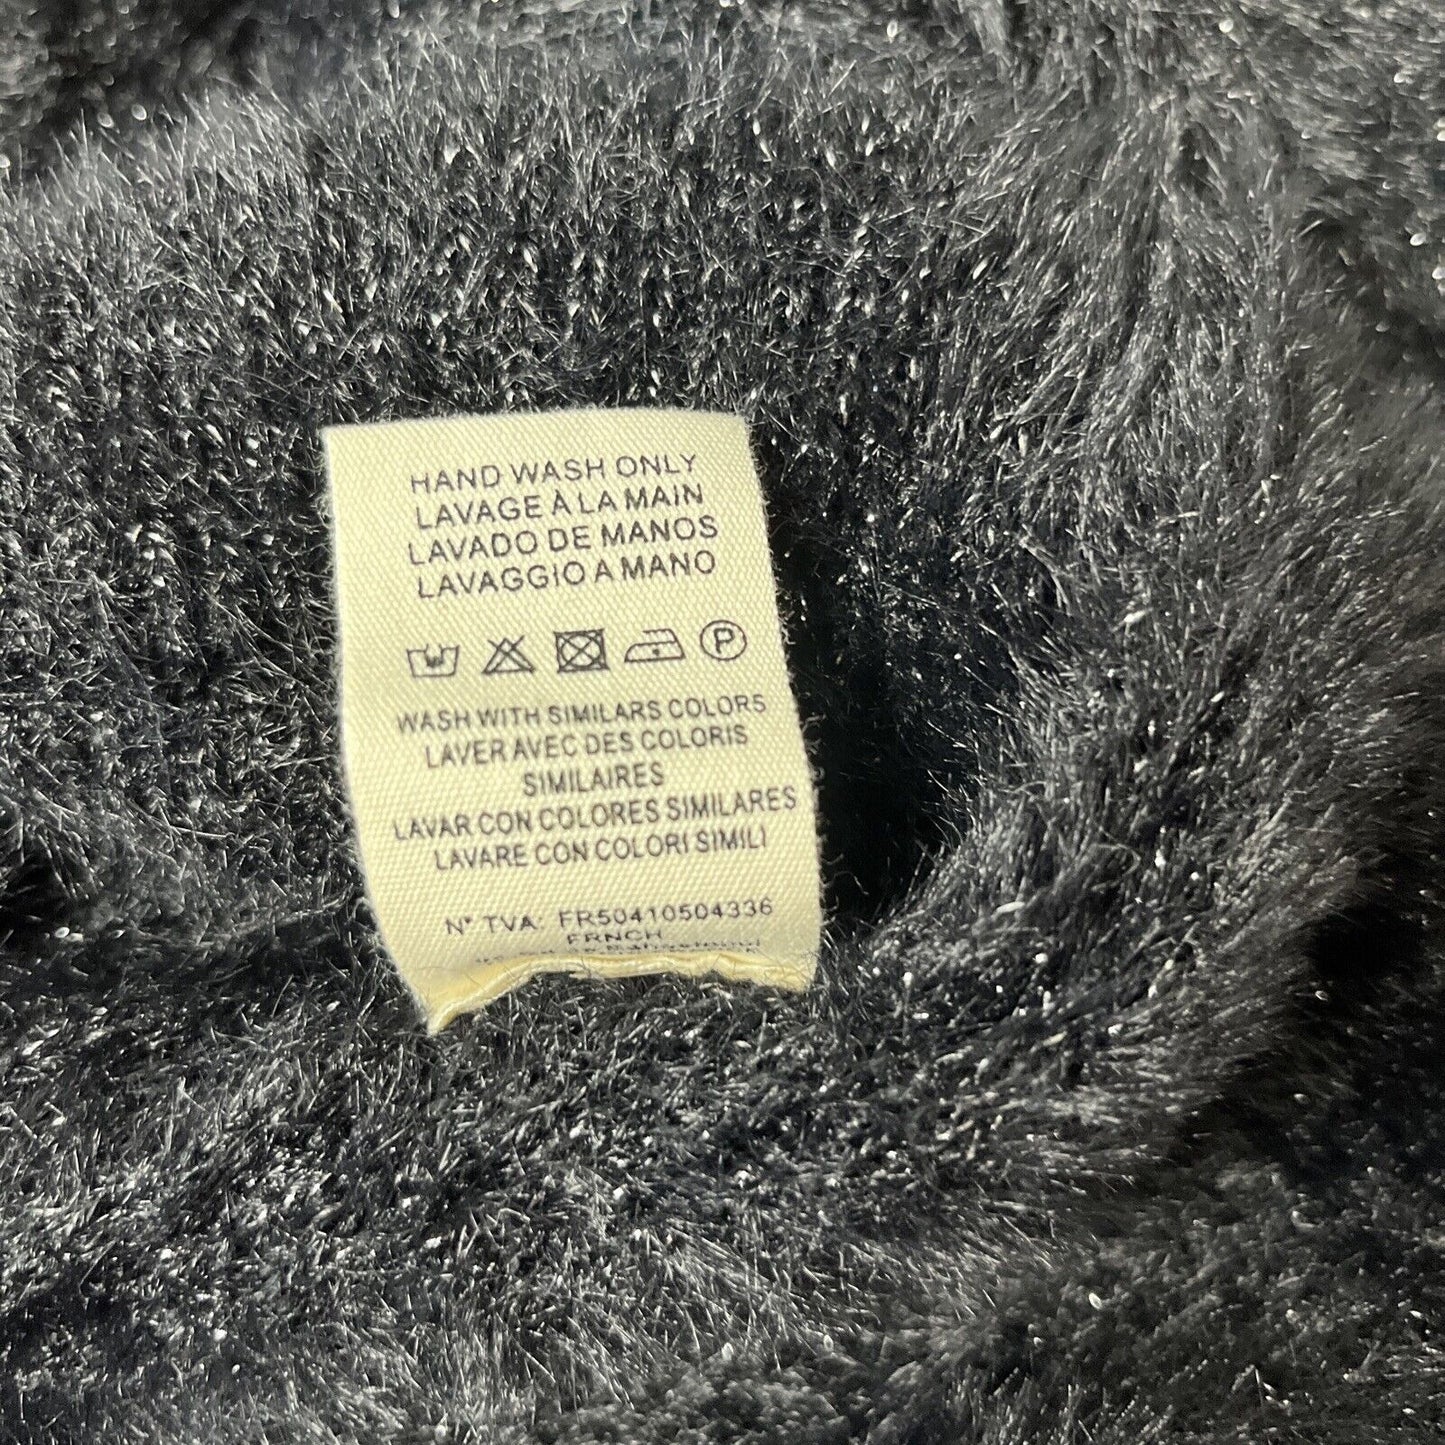 HAND WASH ONLY
LAVAGE À LA MAIN
LAVADO DE MANOS
LAVAGGIO A MANO
P
WASH WITH SIMILARS COLORS
LAVER AVEC DES COLORIS
SIMILAIRES
LAVAR CON COLORES SIMILARES
LAVARE CON COLORI SIMILI
N° TVA: FR50410504336
FRNCH